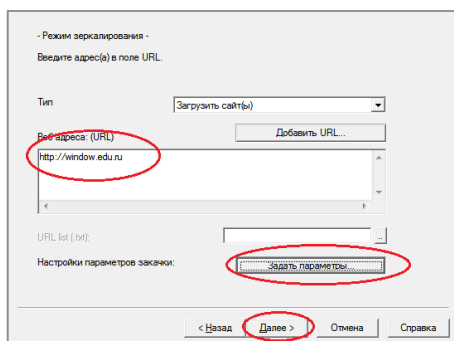 - Режим зеркалирования -
Введите адрес(а) в поле URL.
Тип
Загрузить сайт(ы)
Веб адреса: (URL)
Добавить URL...
http://window.edu.ru
URL list (.txt):
..
Настройки параметров закачки:
Задать параметры...
< Назад
Далее >
Отмена
Справка